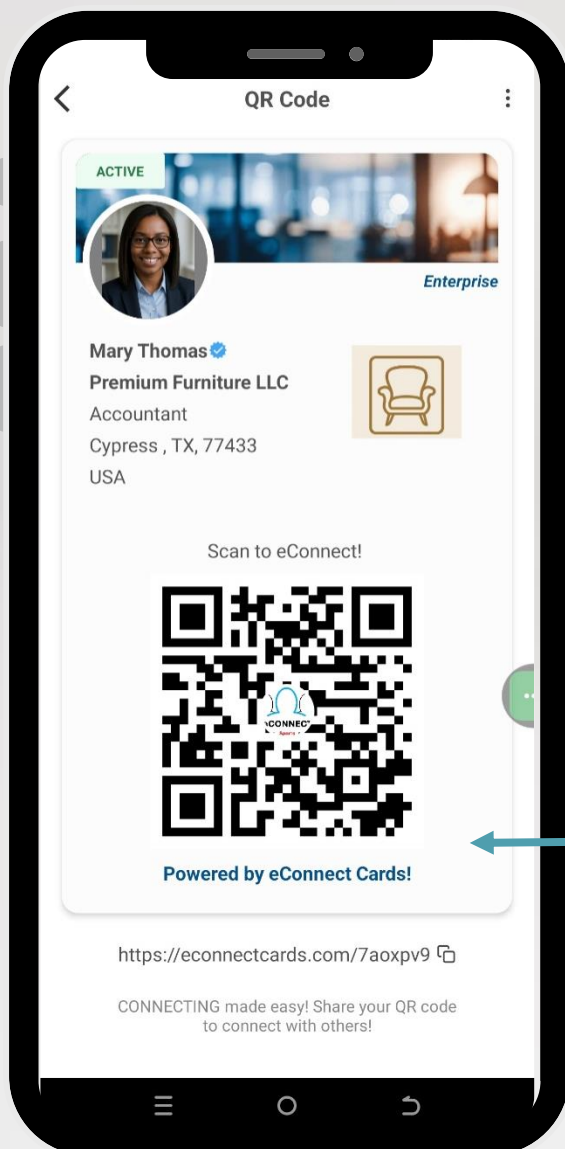 QR Code
ACTIVE
Enterprise
Mary Thomas
Premium Furniture LLC
Accountant
Cypress , TX, 77433
USA
Scan to eConnect!
CONNECT
Powered by eConnect Cards!
https://econnectcards.com/7aoxpv9
CONNECTING made easy! Share your QR code
to connect with others!